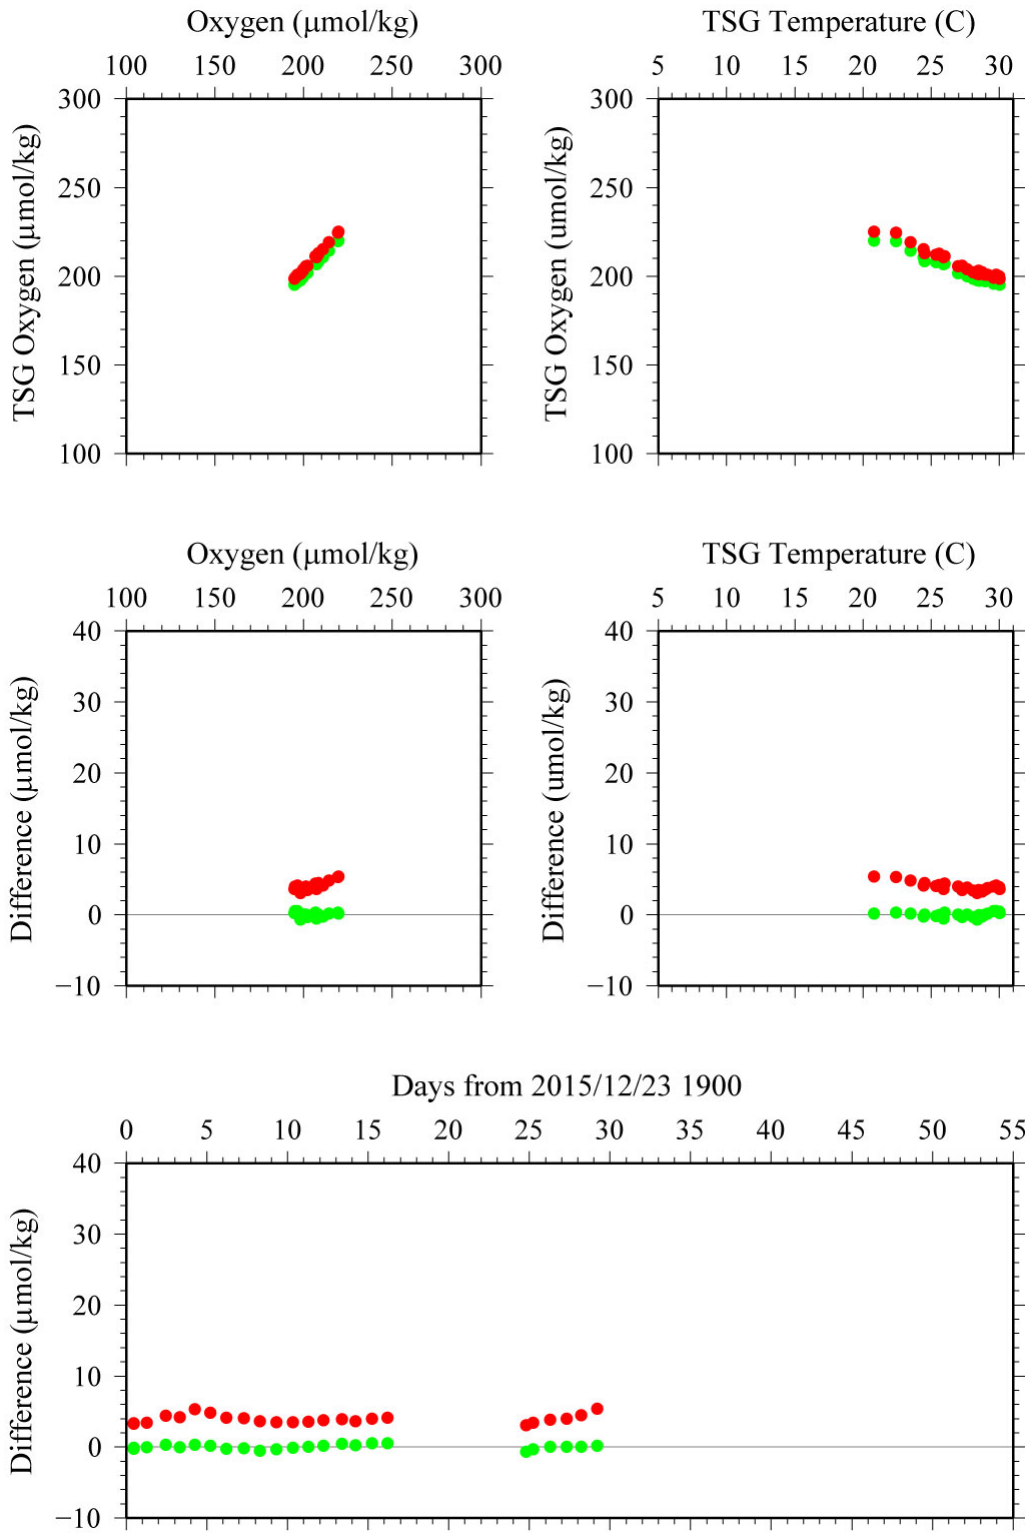 Oxygen (μmol/kg)
100 150 200 250 300
TSG Oxygen (μmol/kg)
300
250
200
150
100
TSG Temperature (C)
5 10 15 20 25 30
TSG Oxygen (umol/kg)
300
250
200
150
100
Oxygen (μmol/kg)
100 150 200 250 300
Difference (μmol/kg)
40
30
20
10
0
−10
TSG Temperature (C)
5 10 15 20 25 30
Difference (umol/kg)
40
30
20
10
0
−10
Days from 2015/12/23 1900
0 5 10 15 20 25 30 35 40 45 50 55
Difference (μmol/kg)
40
30
20
10
0
−10